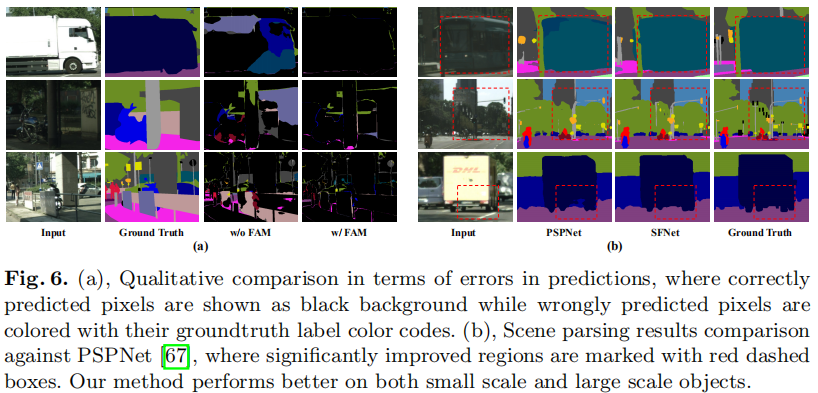 DHL
Input Ground Truth w/o FAM w/ FAM Input PSPNet SFNet Ground Truth
(a) (b)
Fig. 6. (a), Qualitative comparison in terms of errors in predictions, where correctly
predicted pixels are shown as black background while wrongly predicted pixels are
colored with their groundtruth label color codes. (b), Scene parsing results comparison
against PSPNet [67], where significantly improved regions are marked with red dashed
boxes. Our method performs better on both small scale and large scale objects.